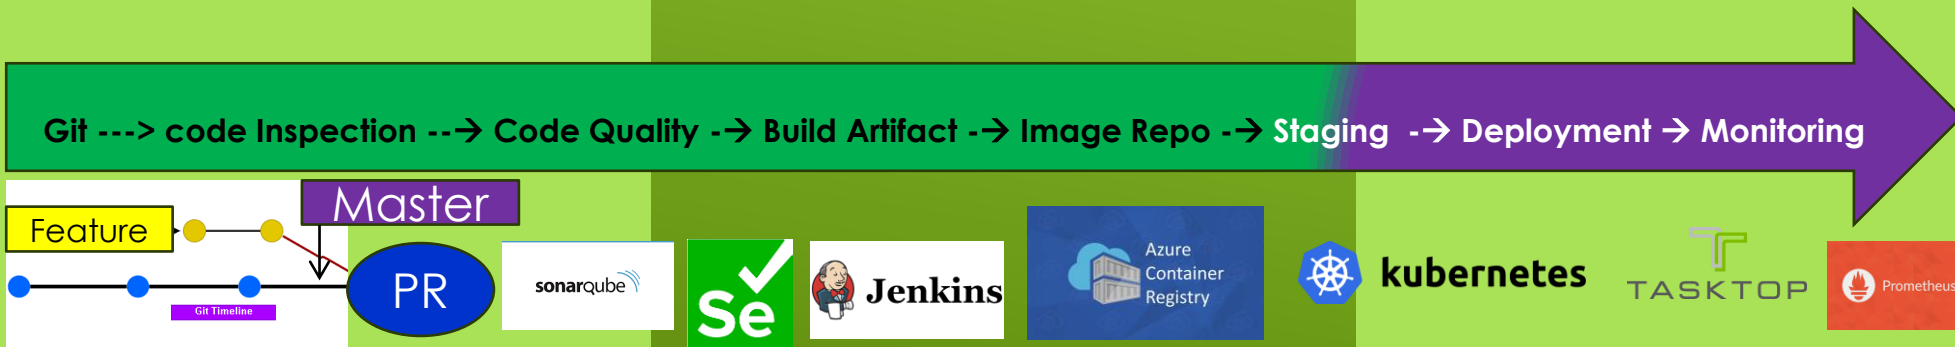 Git ---> code Inspection --→ Code Quality -→ Build Artifact -→ Image Repo -→ Staging -→ Deployment → Monitoring
Master
Feature
PR
Git Timeline
sonarqube
Se
Jenkins
Azure
Container
Registry
kubernetes
TASKTOP
Prometheus